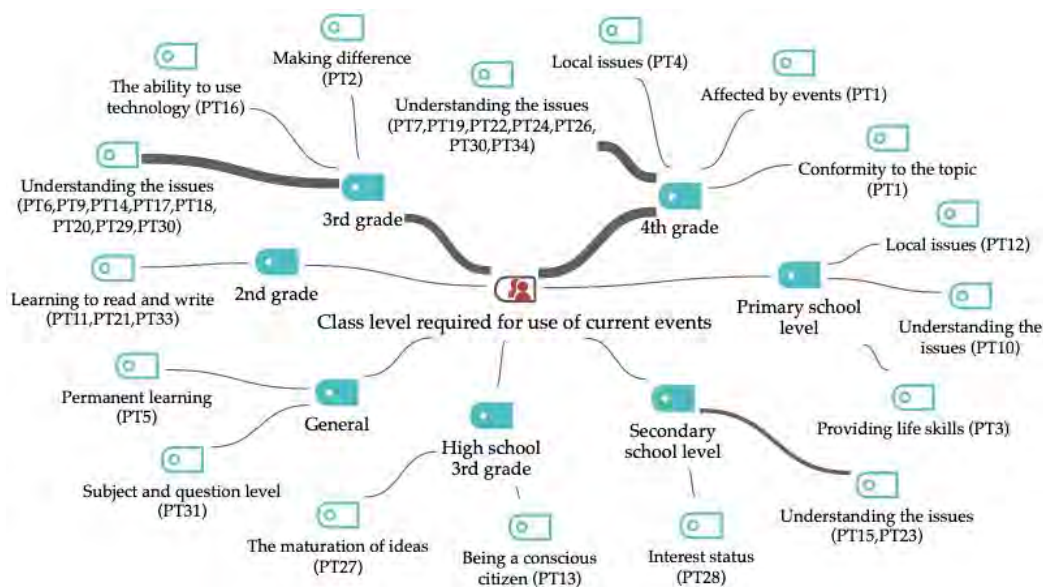 Making difference
(PT2)
Local issues (PT4)
The ability to use
technology (PT16)
Understanding the issues
(PT7,PT19,PT22,PT24,PT26,
PT30,PT34)
Affected by events (PT1)
Understanding the issues
(PT6,PT9,PT14,PT17,PT18,
PT20,PT29,PT30)
3rd grade
4th grade
Conformity to the topic
(PT1)
Local issues (PT12)
Learning to read and write
(PT11,PT21,PT33)
2nd grade
Class level required for use of current events
Primary school
level
Understanding the
issues (PT10)
Permanent learning
(PT5)
General
High school
3rd grade
Secondary
school level
Providing life skills (PT3)
Subject and question level
(PT31)
The maturation of ideas
(PT27)
Being a conscious
citizen (PT13)
Interest status
(PT28)
Understanding the issues
(PT15,PT23)